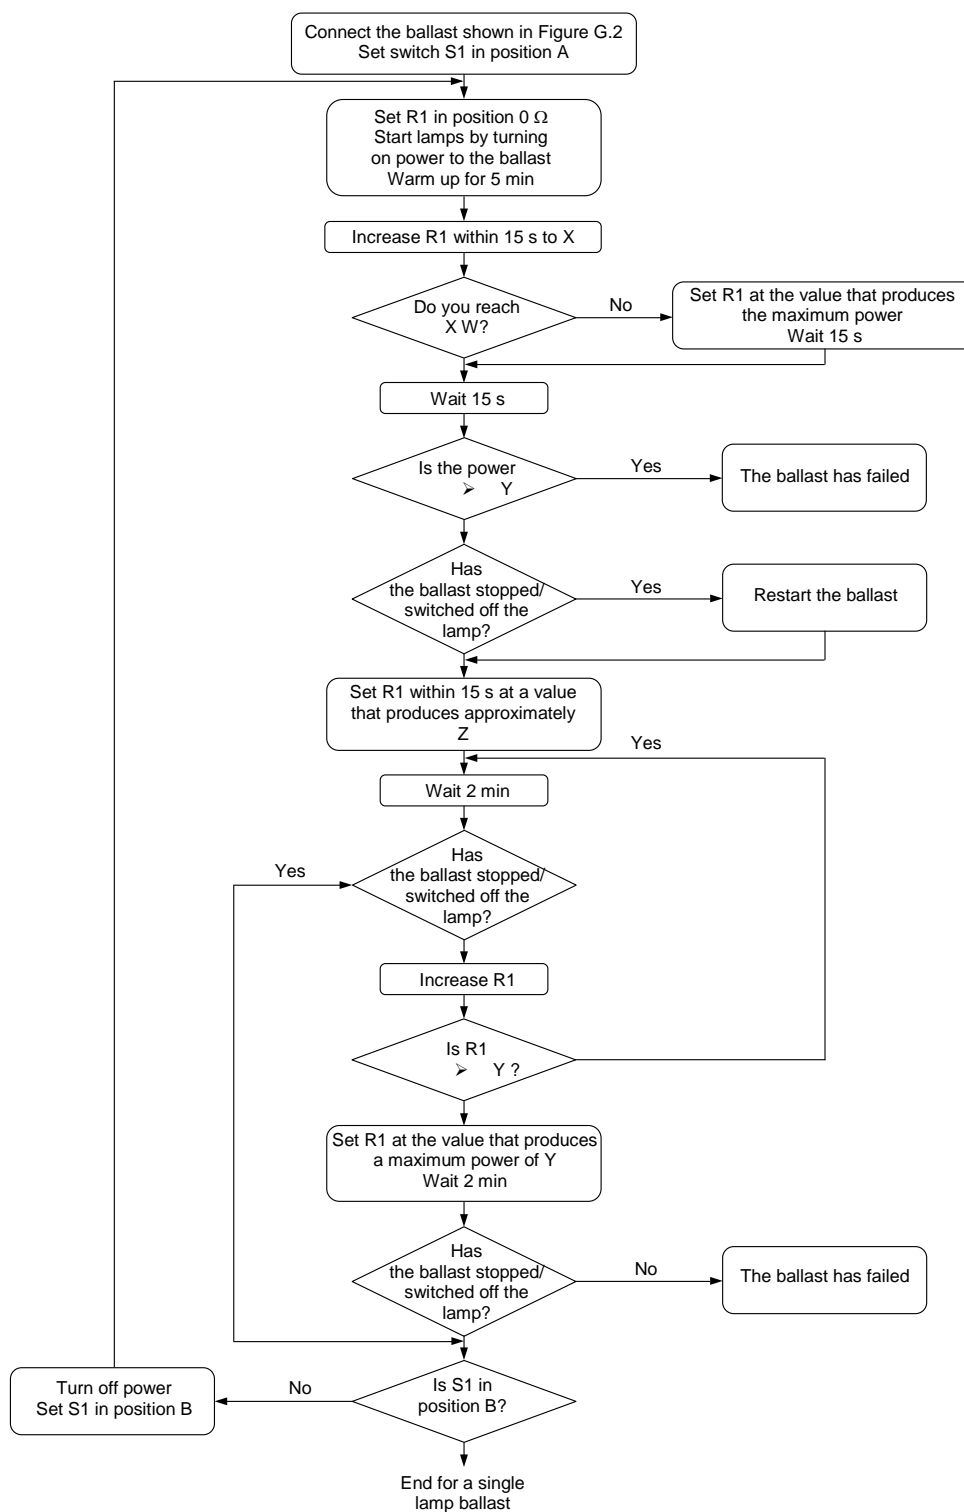 Connect the ballast shown in Figure G.2
Set switch S1 in position A
Set R1 in position 0 Ω
Start lamps by turning
on power to the ballast
Warm up for 5 min
Increase R1 within 15 s to X
Do you reach
X W?
No
Set R1 at the value that produces
the maximum power
Wait 15 s
Wait 15 s
Is the power
➢ Y
Yes
The ballast has failed
Has
the ballast stopped/
switched off the
lamp?
Yes
Restart the ballast
Set R1 within 15 s at a value
that produces approximately
Z
Yes
Wait 2 min
Has
the ballast stopped/
switched off the
lamp?
Yes
Increase R1
Is R1
➢ Y ?
Set R1 at the value that produces
a maximum power of Y
Wait 2 min
Has
the ballast stopped/
switched off the
lamp?
No
The ballast has failed
Is S1 in
position B?
No
Turn off power
Set S1 in position B
End for a single
lamp ballast